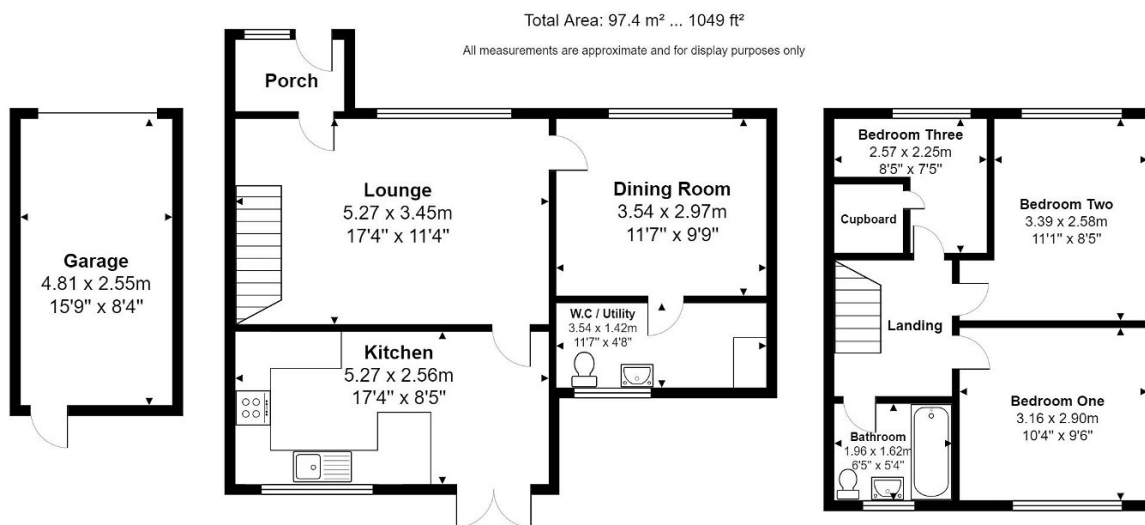 Total Area: 97.4 m² ... 1049 ft²
All measurements are approximate and for display purposes only
Porch
Garage
4.81 x 2.55m
15'9" x 8'4"
Lounge
5.27 x 3.45m
17'4" x 11'4"
Dining Room
3.54 x 2.97m
11'7" x 9'9"
W.C / Utility
3.54 x 1.42m
11'7" x 4'8"
Kitchen
5.27 x 2.56m
17'4" x 8'5"
Bedroom Three
2.57 x 2.25m
8'5" x 7'5"
Cupboard
Bedroom Two
3.39 x 2.58m
11'1" x 8'5"
Landing
Bedroom One
3.16 x 2.90m
10'4" x 9'6"
Bathroom
1.96 x 1.62m
6'5" x 5'4"